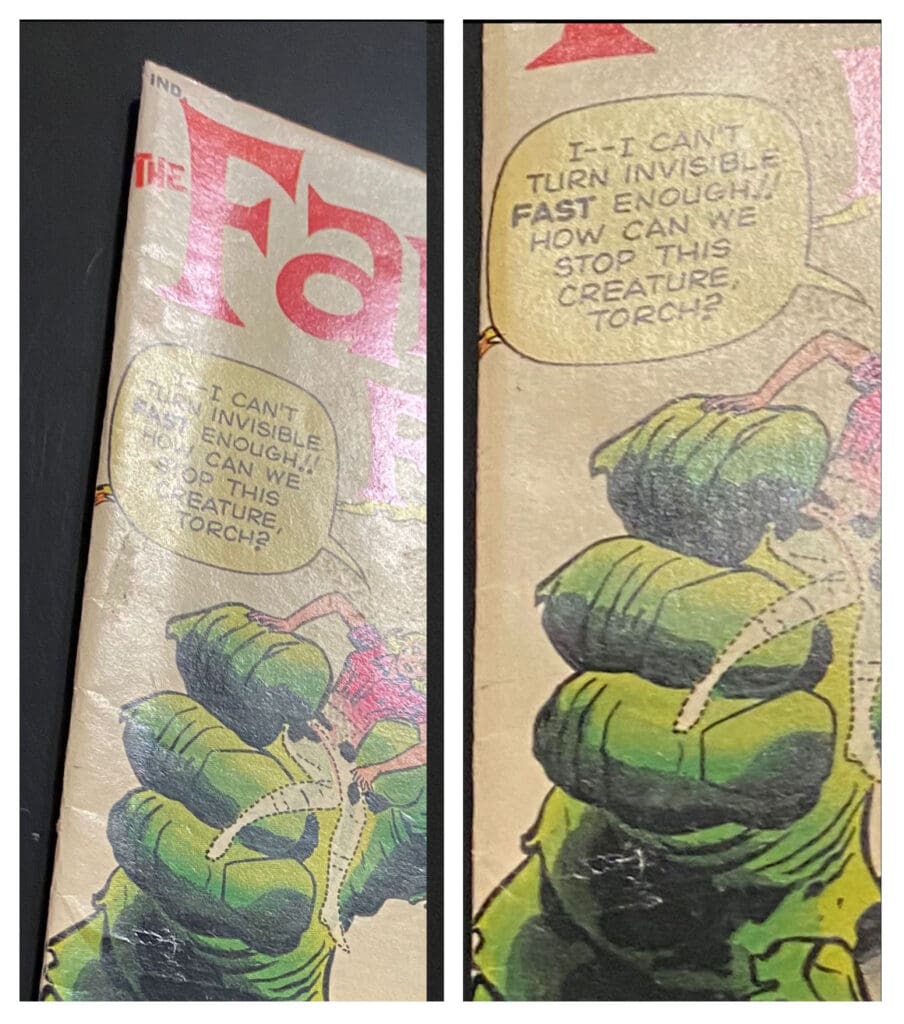 IND.
THE Fa
I--I CAN'T
TURN INVISIBLE
FAST ENOUGH!!
HOW CAN WE
STOP THIS
CREATURE,
TORCH?
I--I CAN'T
TURN INVISIBLE
FAST ENOUGH!!
HOW CAN WE
STOP THIS
CREATURE,
TORCH?